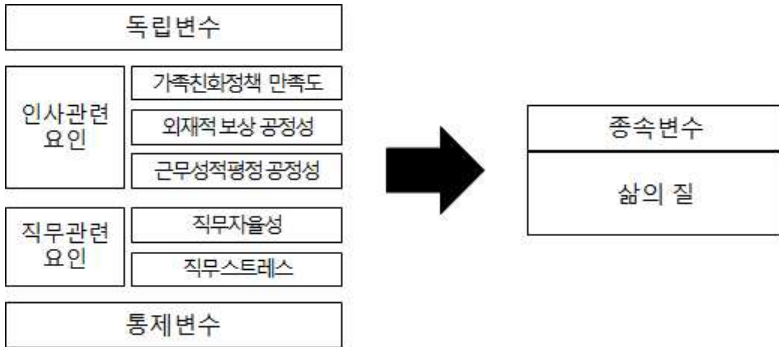 독립변수
인사관련
요인
가족친화정책 만족도
외재적 보상 공정성
근무성적평정 공정성
직무관련
요인
직무자율성
직무스트레스
통제변수
종속변수
삶의 질